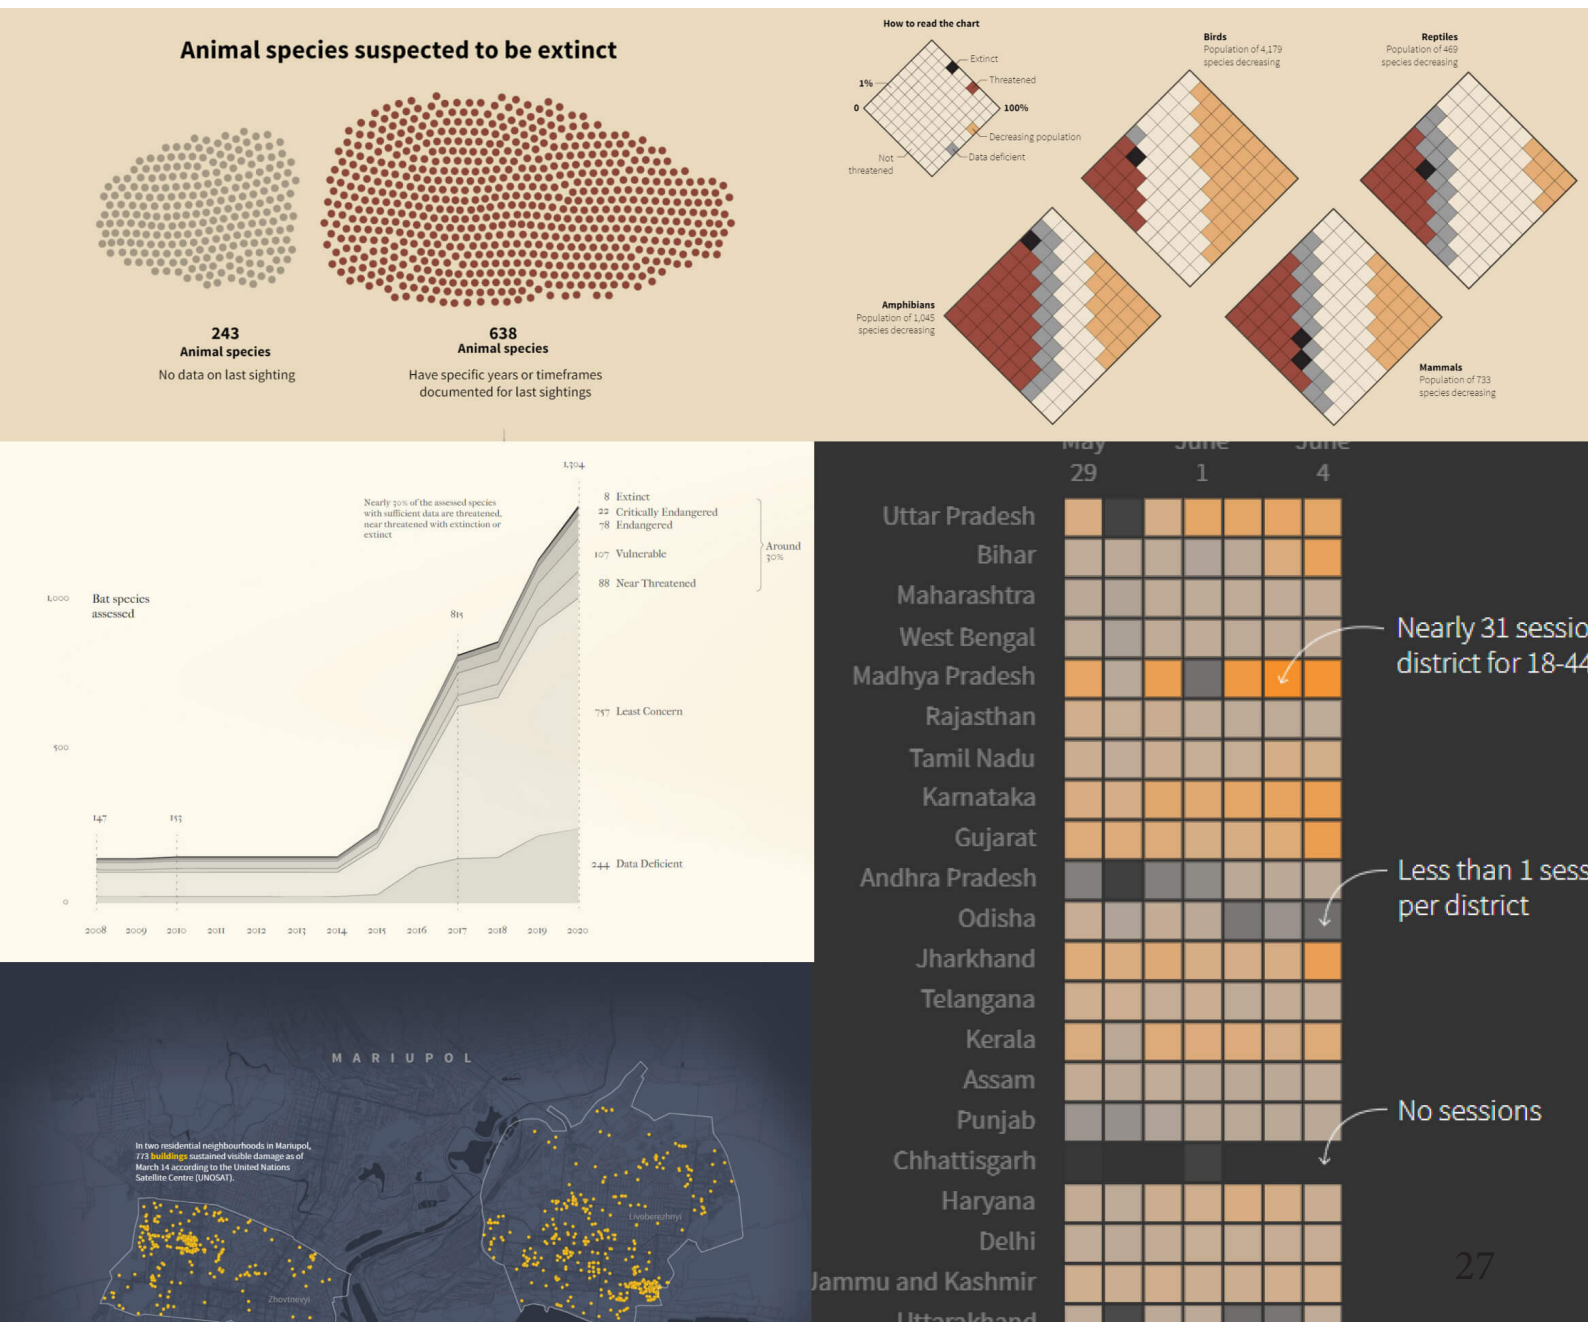 Animal species suspected to be extinct
243
Animal species
No data on last sighting
638
Animal species
Have specific years or timeframes
documented for last sightings
How to read the chart
Extinct
Threatened
1%
0
100%
Decreasing population
Data deficient
Not
threatened
Birds
Population of 4,179
species decreasing
Reptiles
Population of 469
species decreasing
Amphibians
Population of 1,045
species decreasing
Mammals
Population of 733
species decreasing
1,304
Nearly 30% of the assessed species
with sufficient data are threatened,
near threatened with extinction or
extinct
8 Extinct
22 Critically Endangered
78 Endangered
107 Vulnerable
88 Near Threatened
Around
30%
1,000
Bat species
assessed
815
757 Least Concern
500
147
153
244 Data Deficient
0
2008 2009 2010 2011 2012 2013 2014 2015 2016 2017 2018 2019 2020
May June June
29 1 4
Uttar Pradesh
Bihar
Maharashtra
West Bengal
Madhya Pradesh
Rajasthan
Tamil Nadu
Karnataka
Gujarat
Andhra Pradesh
Odisha
Jharkhand
Telangana
Kerala
Assam
Punjab
Chhattisgarh
Haryana
Delhi
Jammu and Kashmir
Uttarakhand
Nearly 31 sessio
district for 18-44
Less than 1 sess
per district
No sessions
27
MARIUPOL
In two residential neighbourhoods in Mariupol,
773 buildings sustained visible damage as of
March 14 according to the United Nations
Satellite Centre (UNOSAT).
Livoberezhnyi
Zhovtnevyi